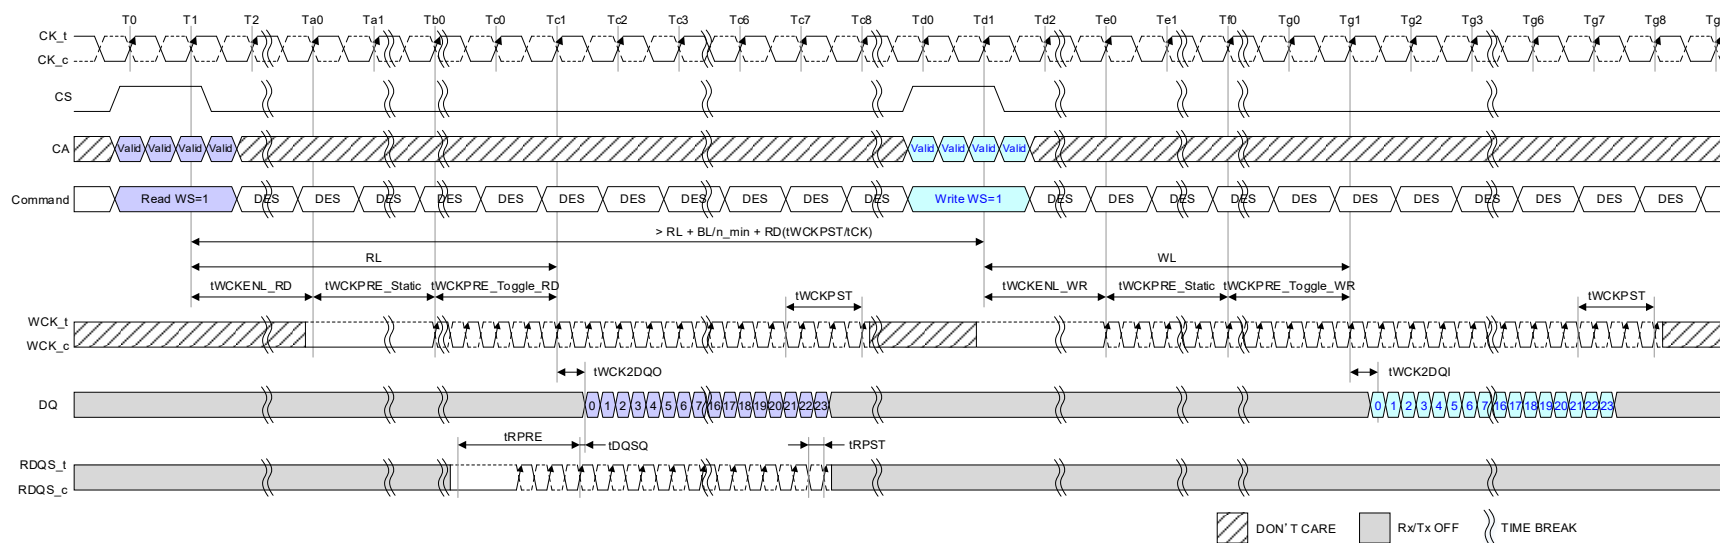 T0 T1 T2 Ta0 Ta1 Tb0 Tc0 Tc1 Tc2 Tc3 Tc6 Tc7 Tc8 Td0 Td1 Td2 Te0 Te1 Tf0 Tg0 Tg1 Tg2 Tg3 Tg6 Tg7 Tg8
CK_t
CK_c
CS
CA Valid Valid Valid Valid Valid Valid Valid Valid
Command Read WS=1 DES DES DES DES DES DES DES DES DES DES DES Write WS=1 DES DES DES DES DES DES DES DES DES DES DES
> RL + BL/n_min + RD(tWCKPST/tCK)
RL WL
tWCKENL_RD tWCKPRE_Static tWCKPRE_Toggle_RD tWCKPST tWCKENL_WR tWCKPRE_Static tWCKPRE_Toggle_WR tWCKPST
WCK_t
WCK_c
tWCK2DQO tWCK2DQI
DQ 0 1 2 3 4 5 6 7 16 17 18 19 20 21 22 23 0 1 2 3 4 5 6 7 16 17 18 19 20 21 22 23
tRPRE tDQSQ tRPST
RDQS_t
RDQS_c
DON'T CARE Rx/Tx OFF TIME BREAK